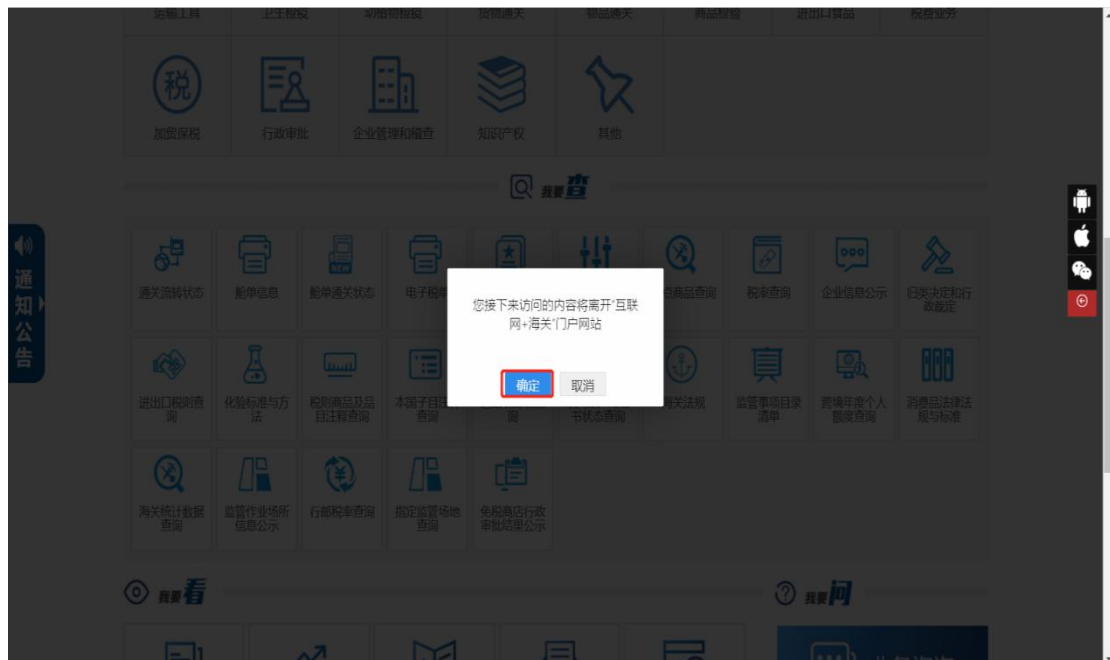 运输工具 卫生检疫 动植物检疫 货物通关 物品通关 商品检验 进出口食品 税费业务
税
加贸保税 行政审批 企业管理和稽查 知识产权 其他
我要查
通知公告
NEW
通关流转状态 舱单信息 舱单通关状态 电子税单 商品查询 税率查询 企业信息公示 归类决定和行
政裁定
您接下来访问的内容将离开“互联
网+海关”门户网站
确定 取消
进出口税则查
询
化验标准与方
法
税则商品及品
目注释查询
本国子目注
查询
询
书状态查询
海关法规
监管事项目录
清单
跨境年度个人
额度查询
消费品法律法
规与标准
海关统计数据
查询
监管作业场所
信息公示
行邮税率查询
指定监管场地
查询
免税商店行政
审批结果公示
我要看
我要问